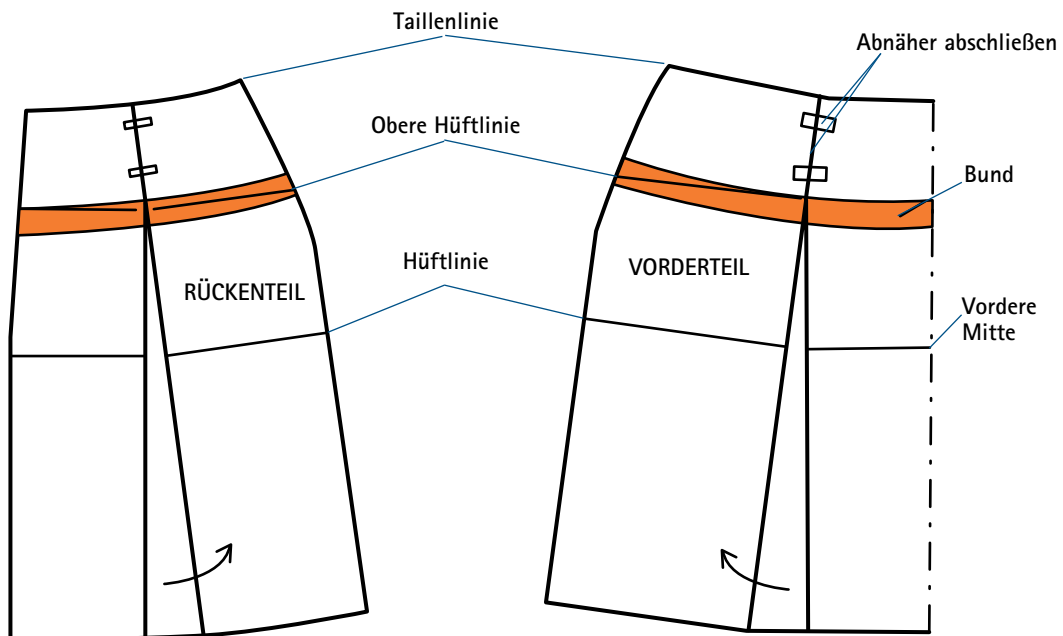 Taillenlinie
Abnäher abschließen
Obere Hüftlinie
Bund
Hüftlinie
VORDERTEIL
RÜCKENTEIL
Vordere
Mitte